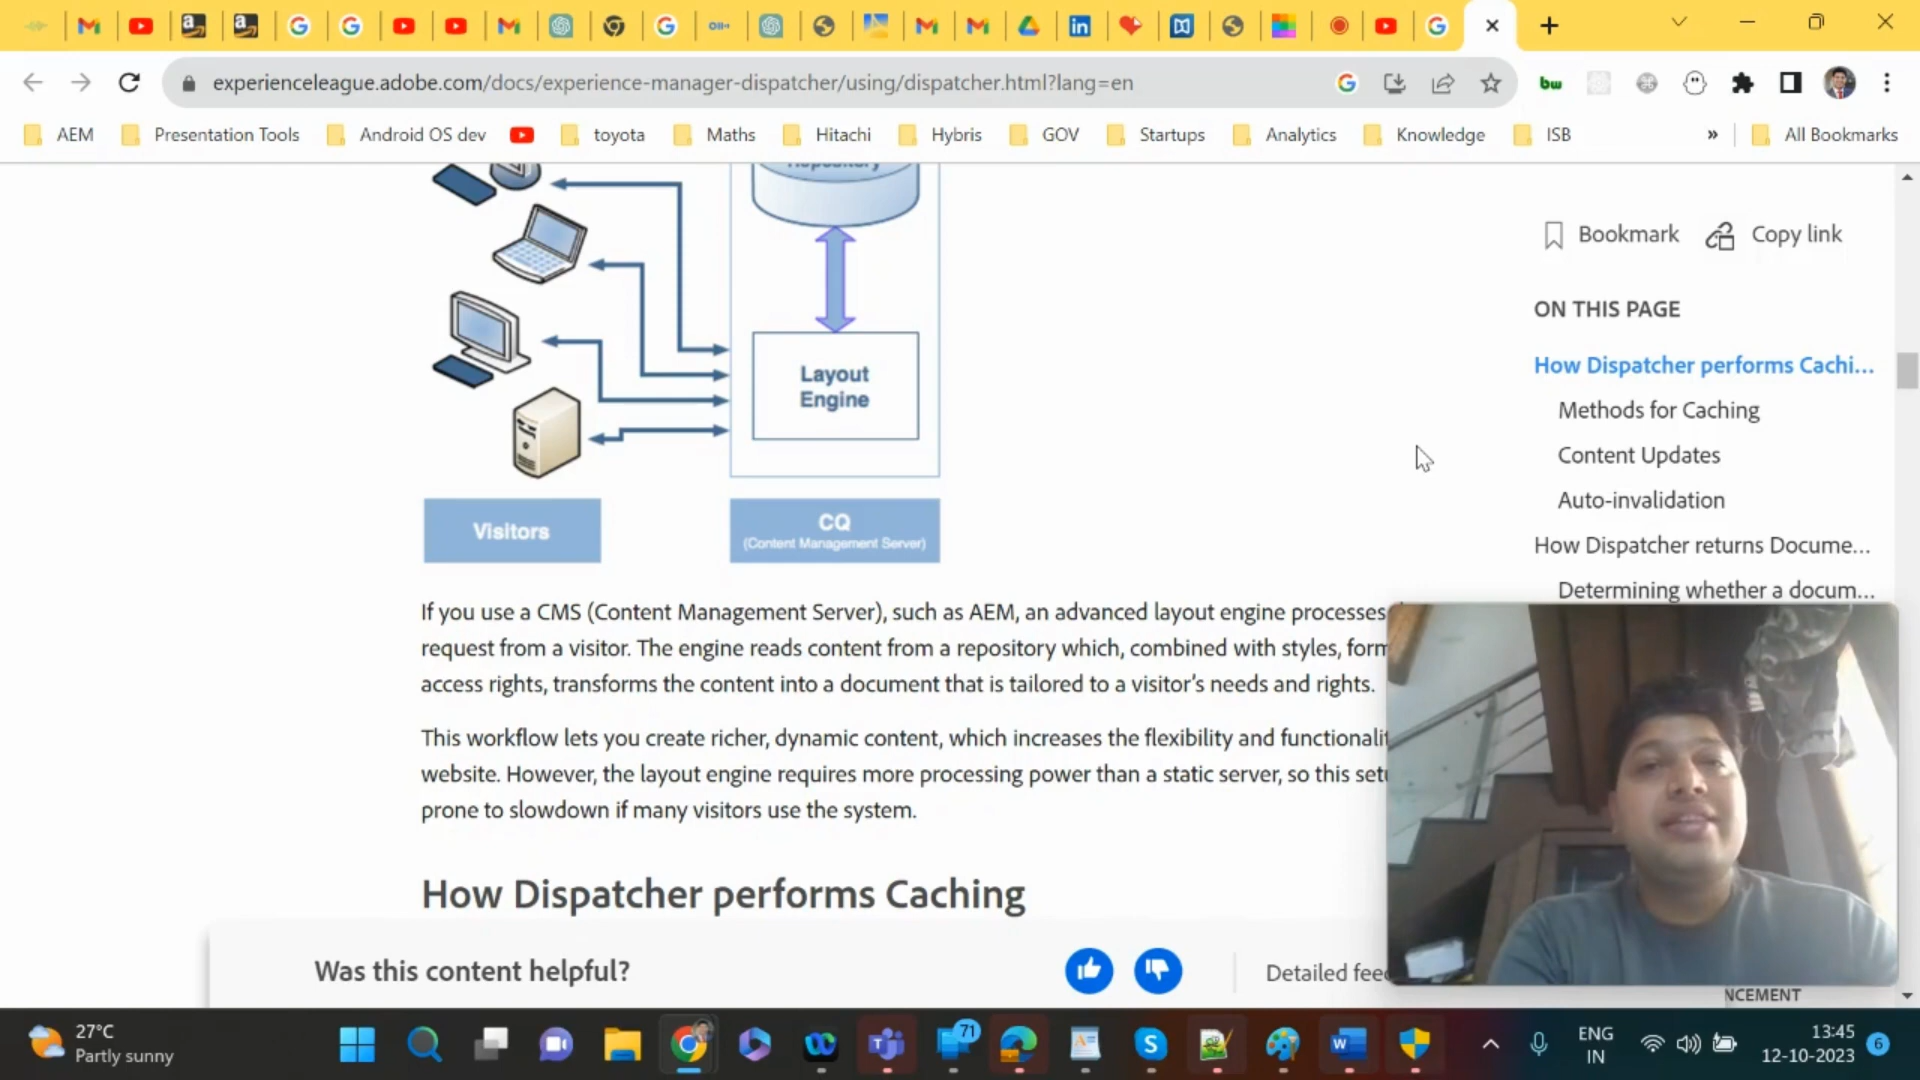 experienceleague.adobe.com/docs/experience-manager-dispatcher/using/dispatcher.html?lang=en
bw
AEM Presentation Tools Android OS dev toyota Maths Hitachi Hybris GOV Startups Analytics Knowledge ISB » All Bookmarks
Repository
Layout
Engine
Visitors
CQ
(Content Management Server)
Bookmark Copy link
ON THIS PAGE
How Dispatcher performs Cachi...
Methods for Caching
Content Updates
Auto-invalidation
How Dispatcher returns Docume...
Determining whether a docum...
If you use a CMS (Content Management Server), such as AEM, an advanced layout engine processes
request from a visitor. The engine reads content from a repository which, combined with styles, form
access rights, transforms the content into a document that is tailored to a visitor's needs and rights.
This workflow lets you create richer, dynamic content, which increases the flexibility and functionalit
website. However, the layout engine requires more processing power than a static server, so this set
prone to slowdown if many visitors use the system.
How Dispatcher performs Caching
Was this content helpful?
Detailed fee
NCEMENT
27°C
Partly sunny
71
ENG
IN
13:45
12-10-2023
6